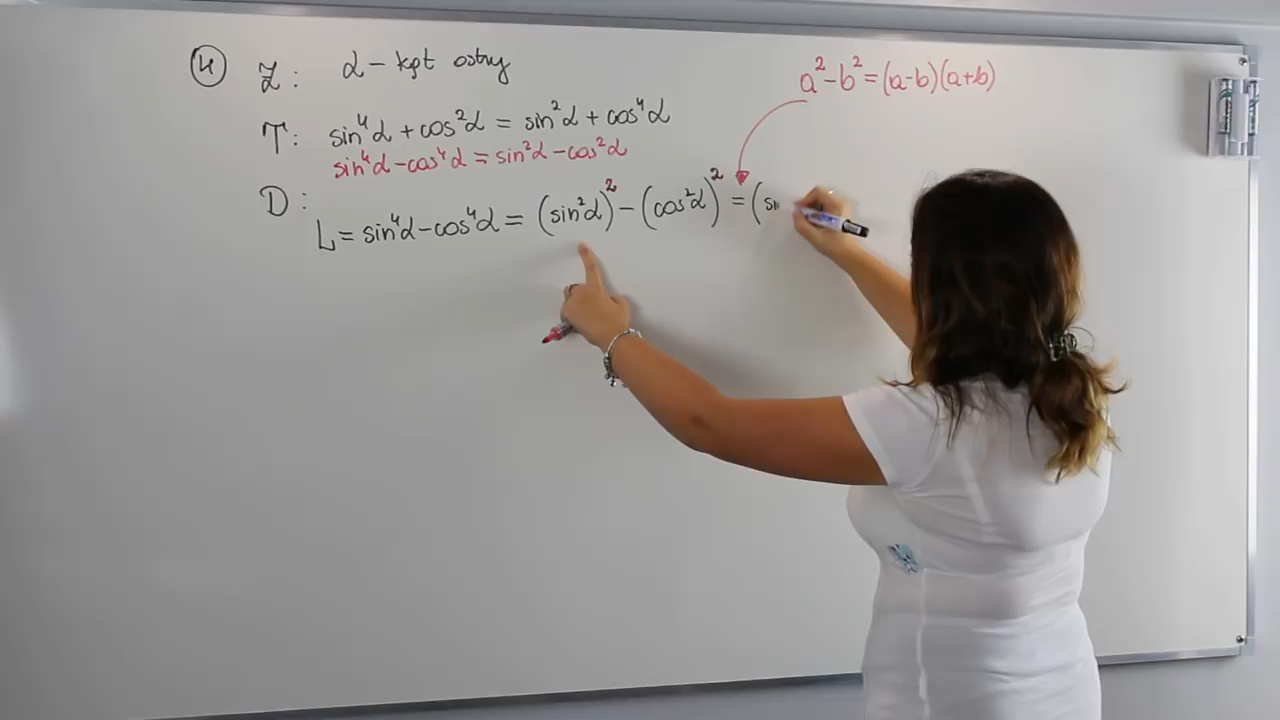 ④ Z: α - kąt ostry
a² - b² = (a-b)(a+b)
T: sin⁴α + cos²α = sin²α + cos⁴α
sin⁴α - cos⁴α = sin²α - cos²α
D:
L = sin⁴α - cos⁴α = (sin²α)² - (cos²α)² = (si